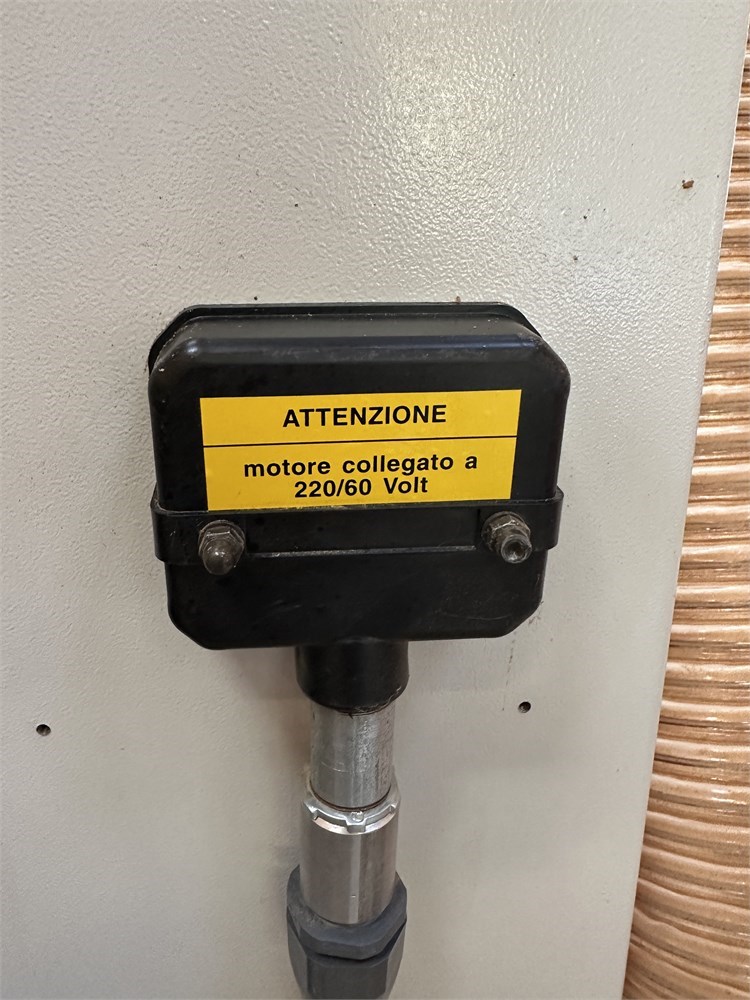 ATTENZIONE
motore collegato a
220/60 Volt